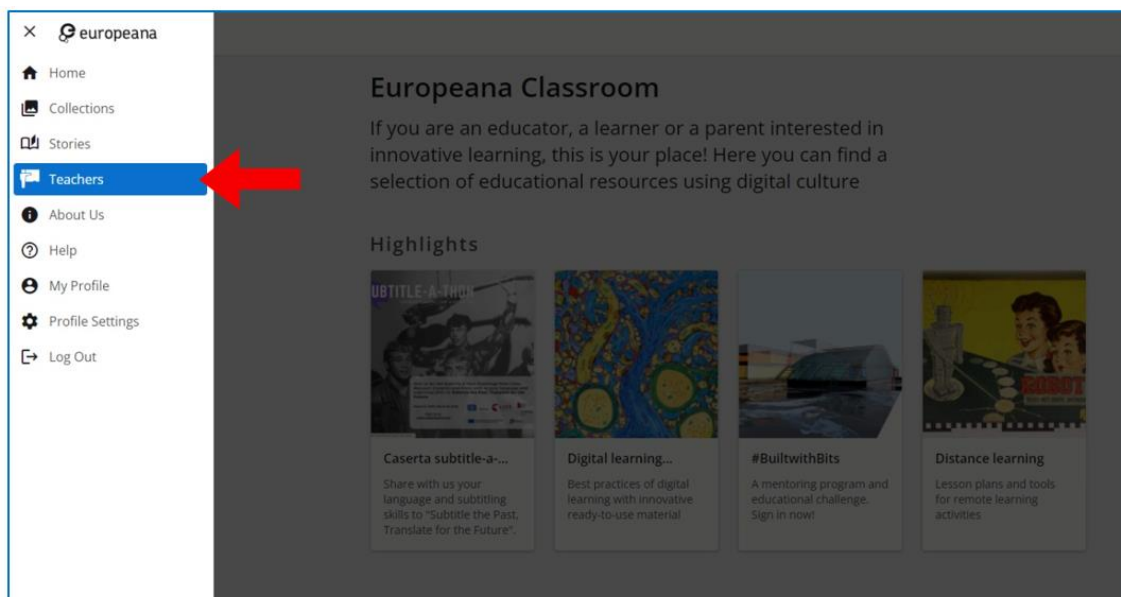 europeana
Home
Collections
Stories
Teachers
About Us
Help
My Profile
Profile Settings
Log Out
Europeana Classroom
If you are an educator, a learner or a parent interested in
innovative learning, this is your place! Here you can find a
selection of educational resources using digital culture
Highlights
UBTITLE-A-THON
Caserta subtitle-a-...
Share with us your
language and subtitling
skills to "Subtitle the Past,
Translate for the Future".
Digital learning...
Best practices of digital
learning with innovative
ready-to-use material
#BuiltwithBits
A mentoring program and
educational challenge.
Sign in now!
Distance learning
Lesson plans and tools
for remote learning
activities